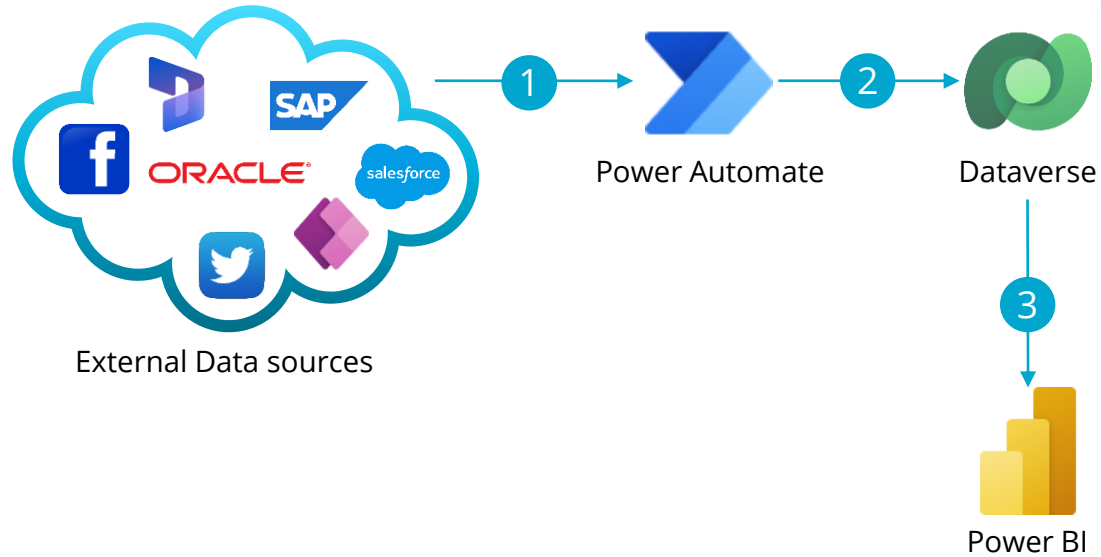 SAP
f
ORACLE®
salesforce
External Data sources
1
Power Automate
2
Dataverse
3
Power BI